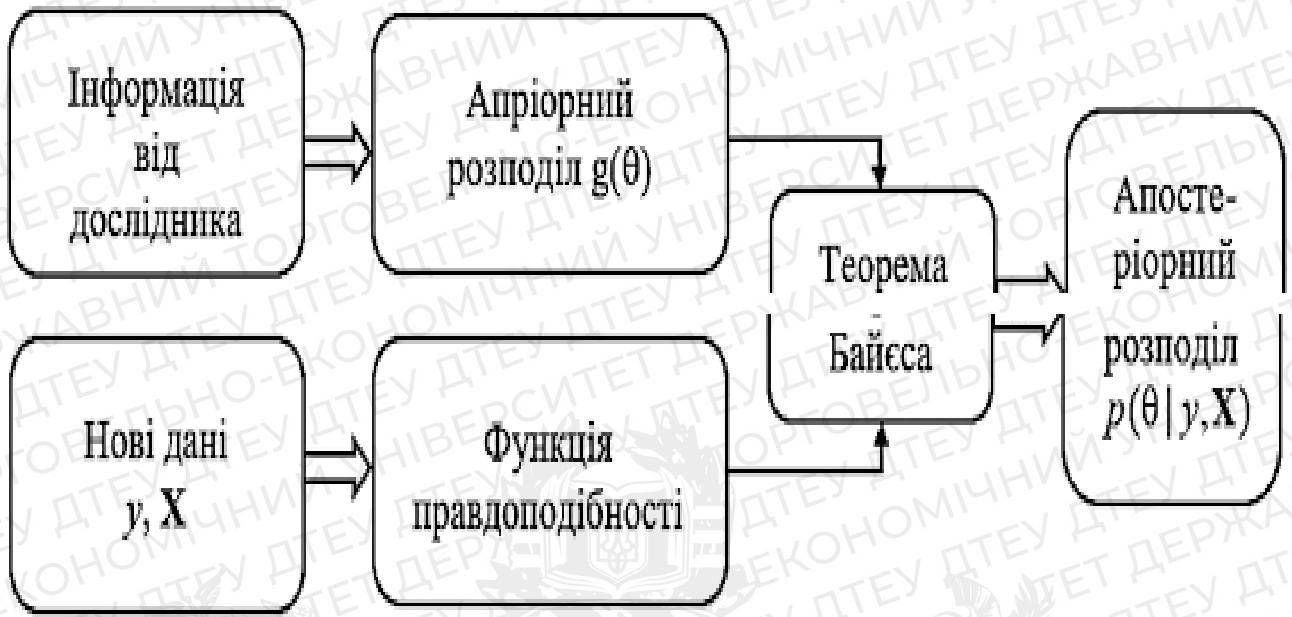 Інформація
від
дослідника
Апріорний
розподіл g(θ)
Нові дані
y, X
Функція
правдоподібності
Теорема
Байєса
Апосте-
ріорний
розподіл
p(θ | y, X)